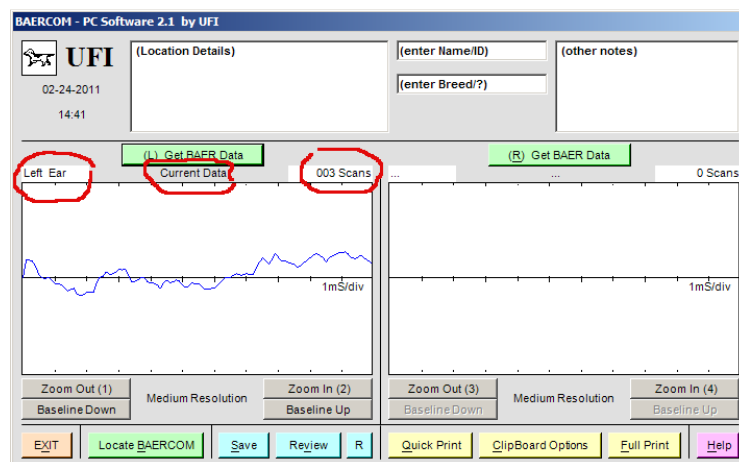 BAERCOM - PC Software 2.1 by UFI
UFI
(Location Details)
(enter Name/ID)
(other notes)
(enter Breed/?)
02-24-2011
14:41
(L) Get BAER Data
(R) Get BAER Data
Left Ear
Current Data
003 Scans
...
...
0 Scans
1mS/div
1mS/div
Zoom Out (1)
Medium Resolution
Zoom In (2)
Baseline Down
Baseline Up
Zoom Out (3)
Medium Resolution
Zoom In (4)
Baseline Down
Baseline Up
EXIT
Locate BAERCOM
Save
Review
R
Quick Print
ClipBoard Options
Full Print
Help